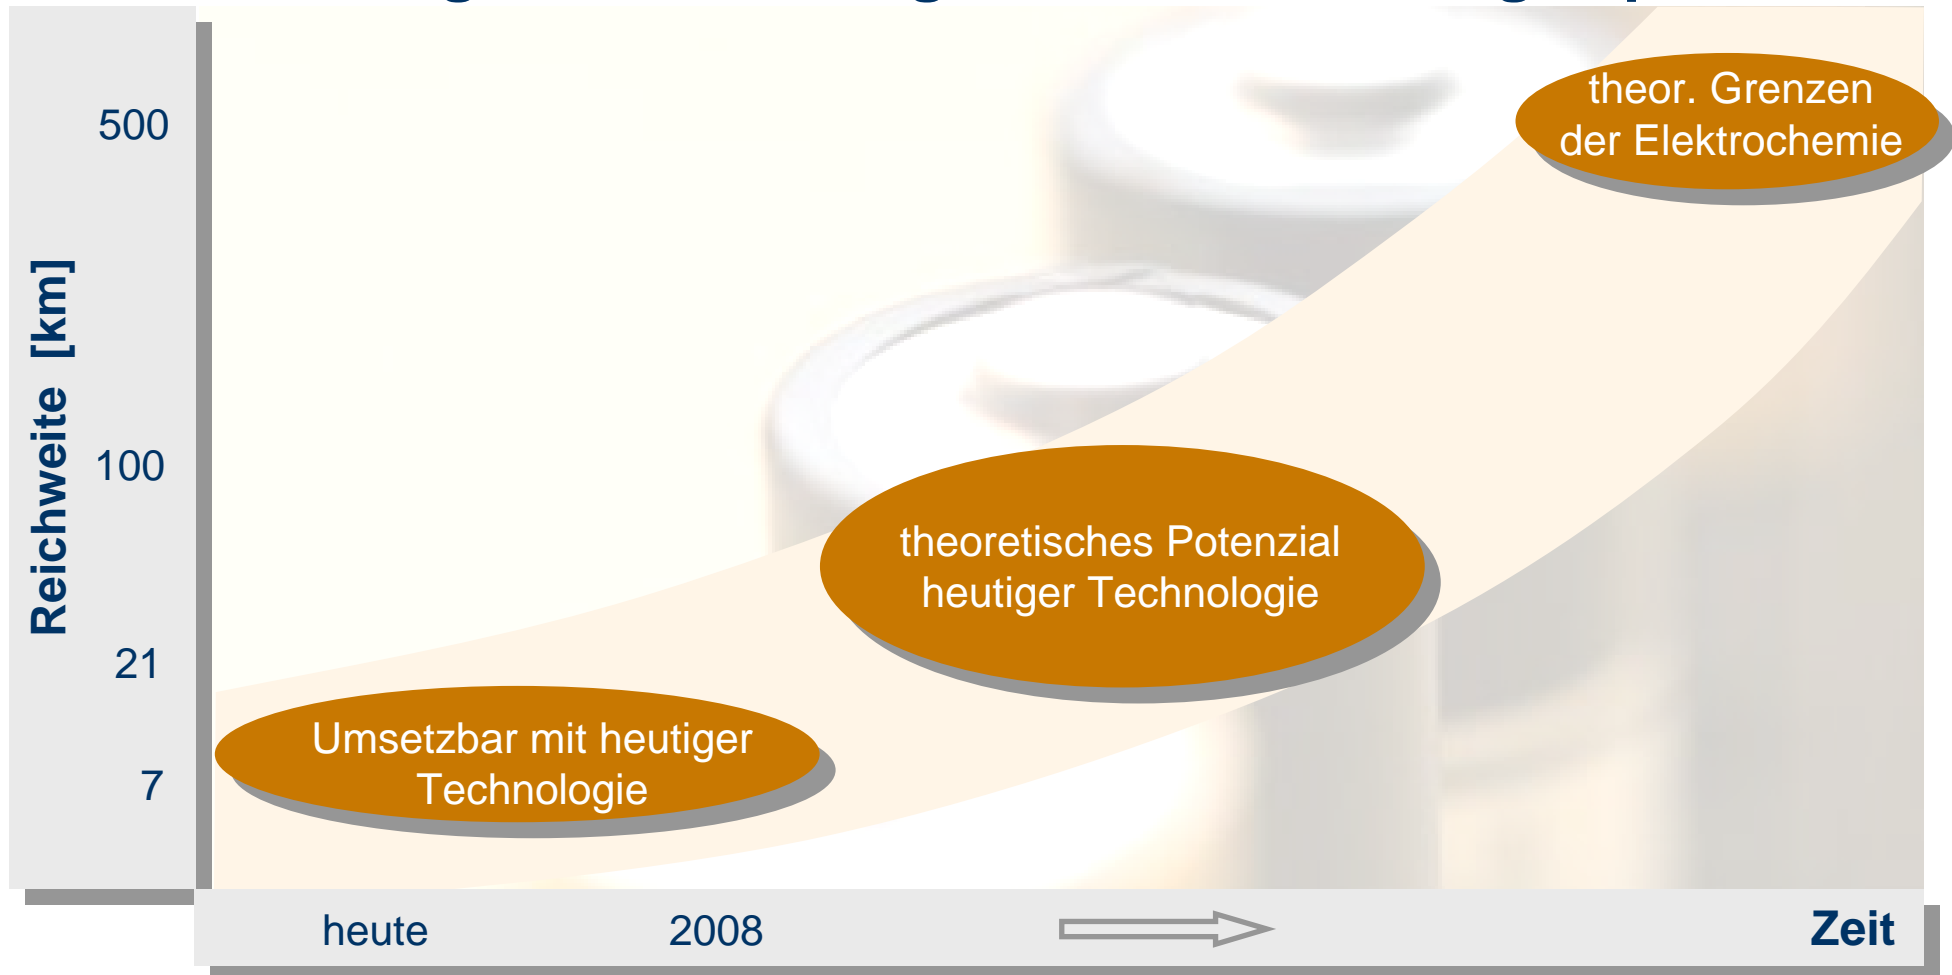 500
theor. Grenzen
der Elektrochemie
Reichweite [km]
100
theoretisches Potenzial
heutiger Technologie
21
Umsetzbar mit heutiger
Technologie
7
heute 2008 Zeit